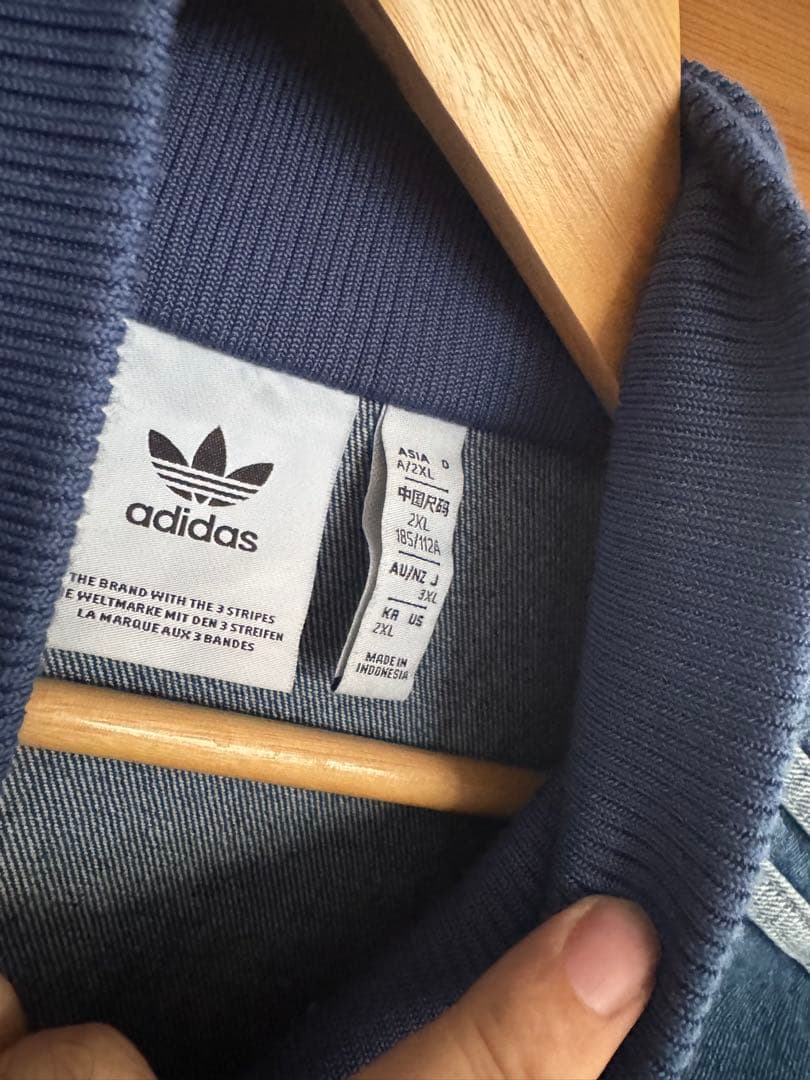 adidas
THE BRAND WITH THE 3 STRIPES
E WELTMARKE MIT DEN 3 STREIFEN
LA MARQUE AUX 3 BANDES
ASIA D
A/2XL
中国尺码
2XL
185/112A
AU/NZ J
3XL
KR US
2XL
MADE IN
INDONESIA